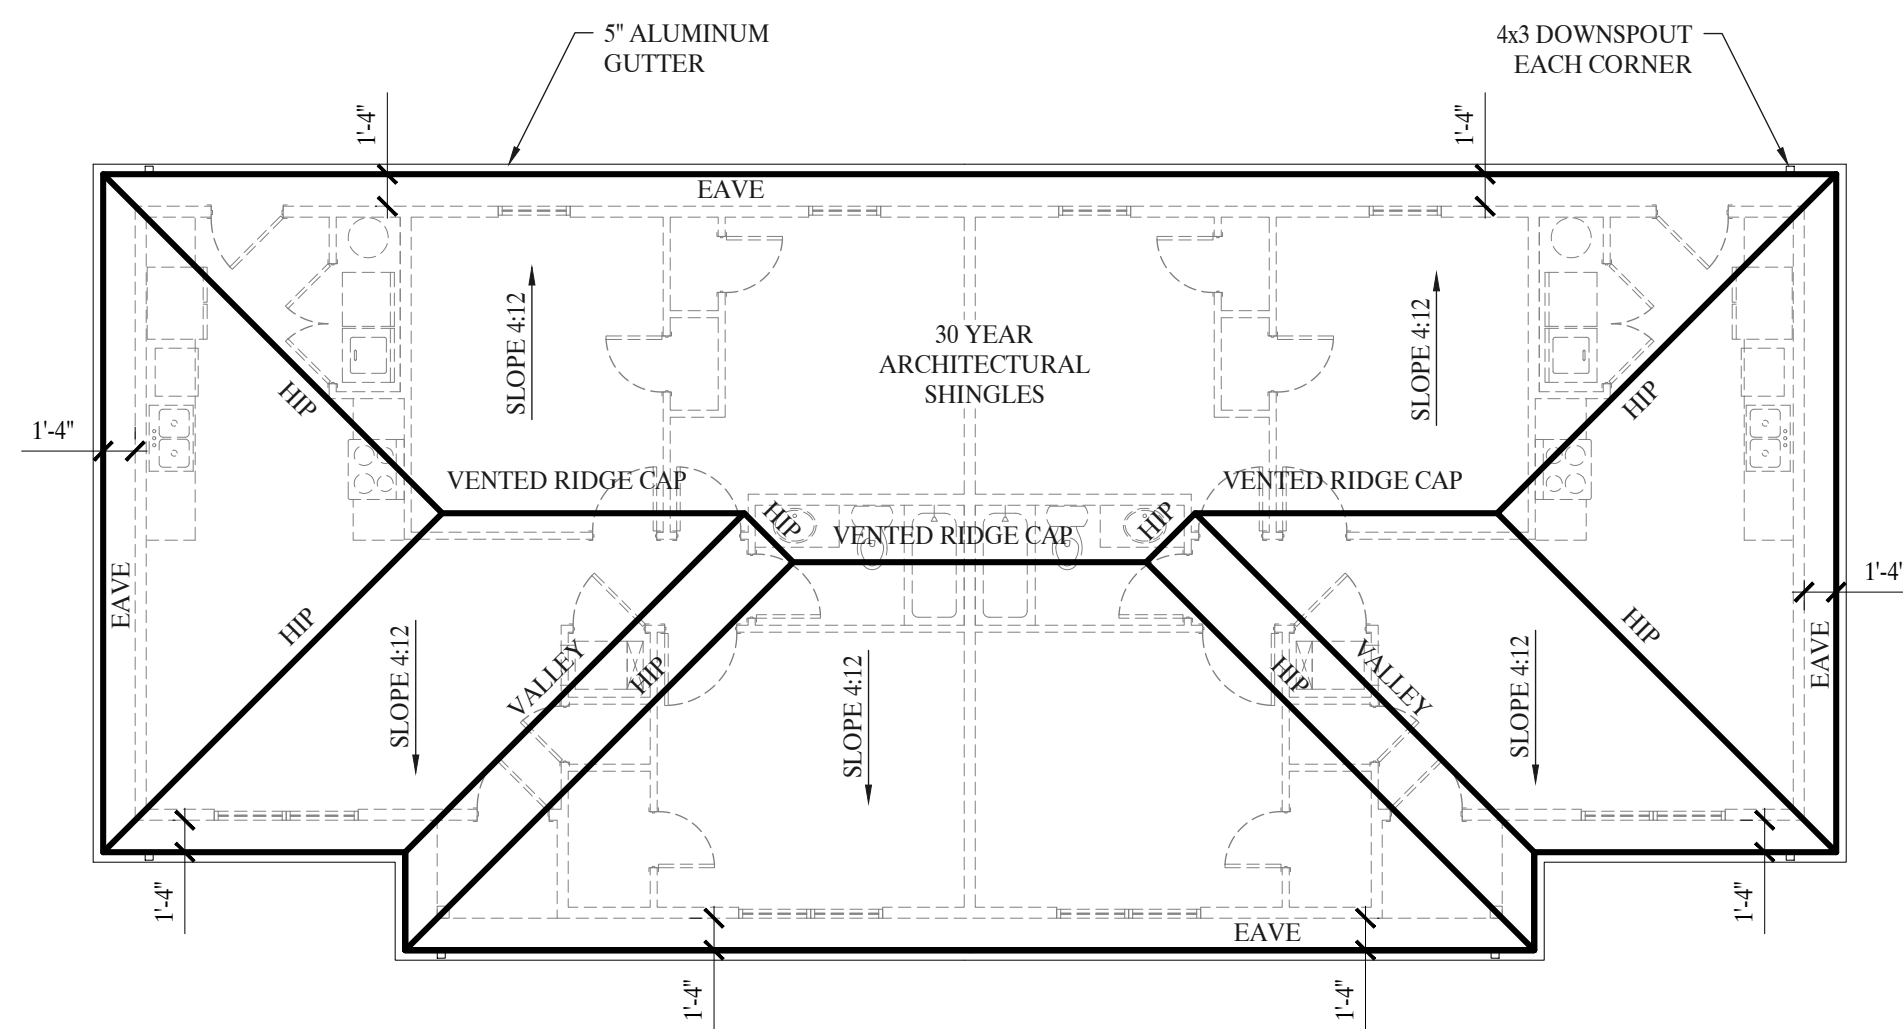 5" ALUMINUM
GUTTER
4x3 DOWNSPOUT
EACH CORNER
1'-4"
1'-4"
EAVE
SLOPE 4:12
30 YEAR
ARCHITECTURAL
SHINGLES
SLOPE 4:12
HIP
HIP
1'-4"
VENTED RIDGE CAP
VENTED RIDGE CAP
HIP
HIP
VENTED RIDGE CAP
1'-4"
EAVE
HIP
HIP
EAVE
SLOPE 4:12
VALLEY
HIP
SLOPE 4:12
HIP
VALLEY
SLOPE 4:12
1'-4"
1'-4"
EAVE
1'-4"
1'-4"